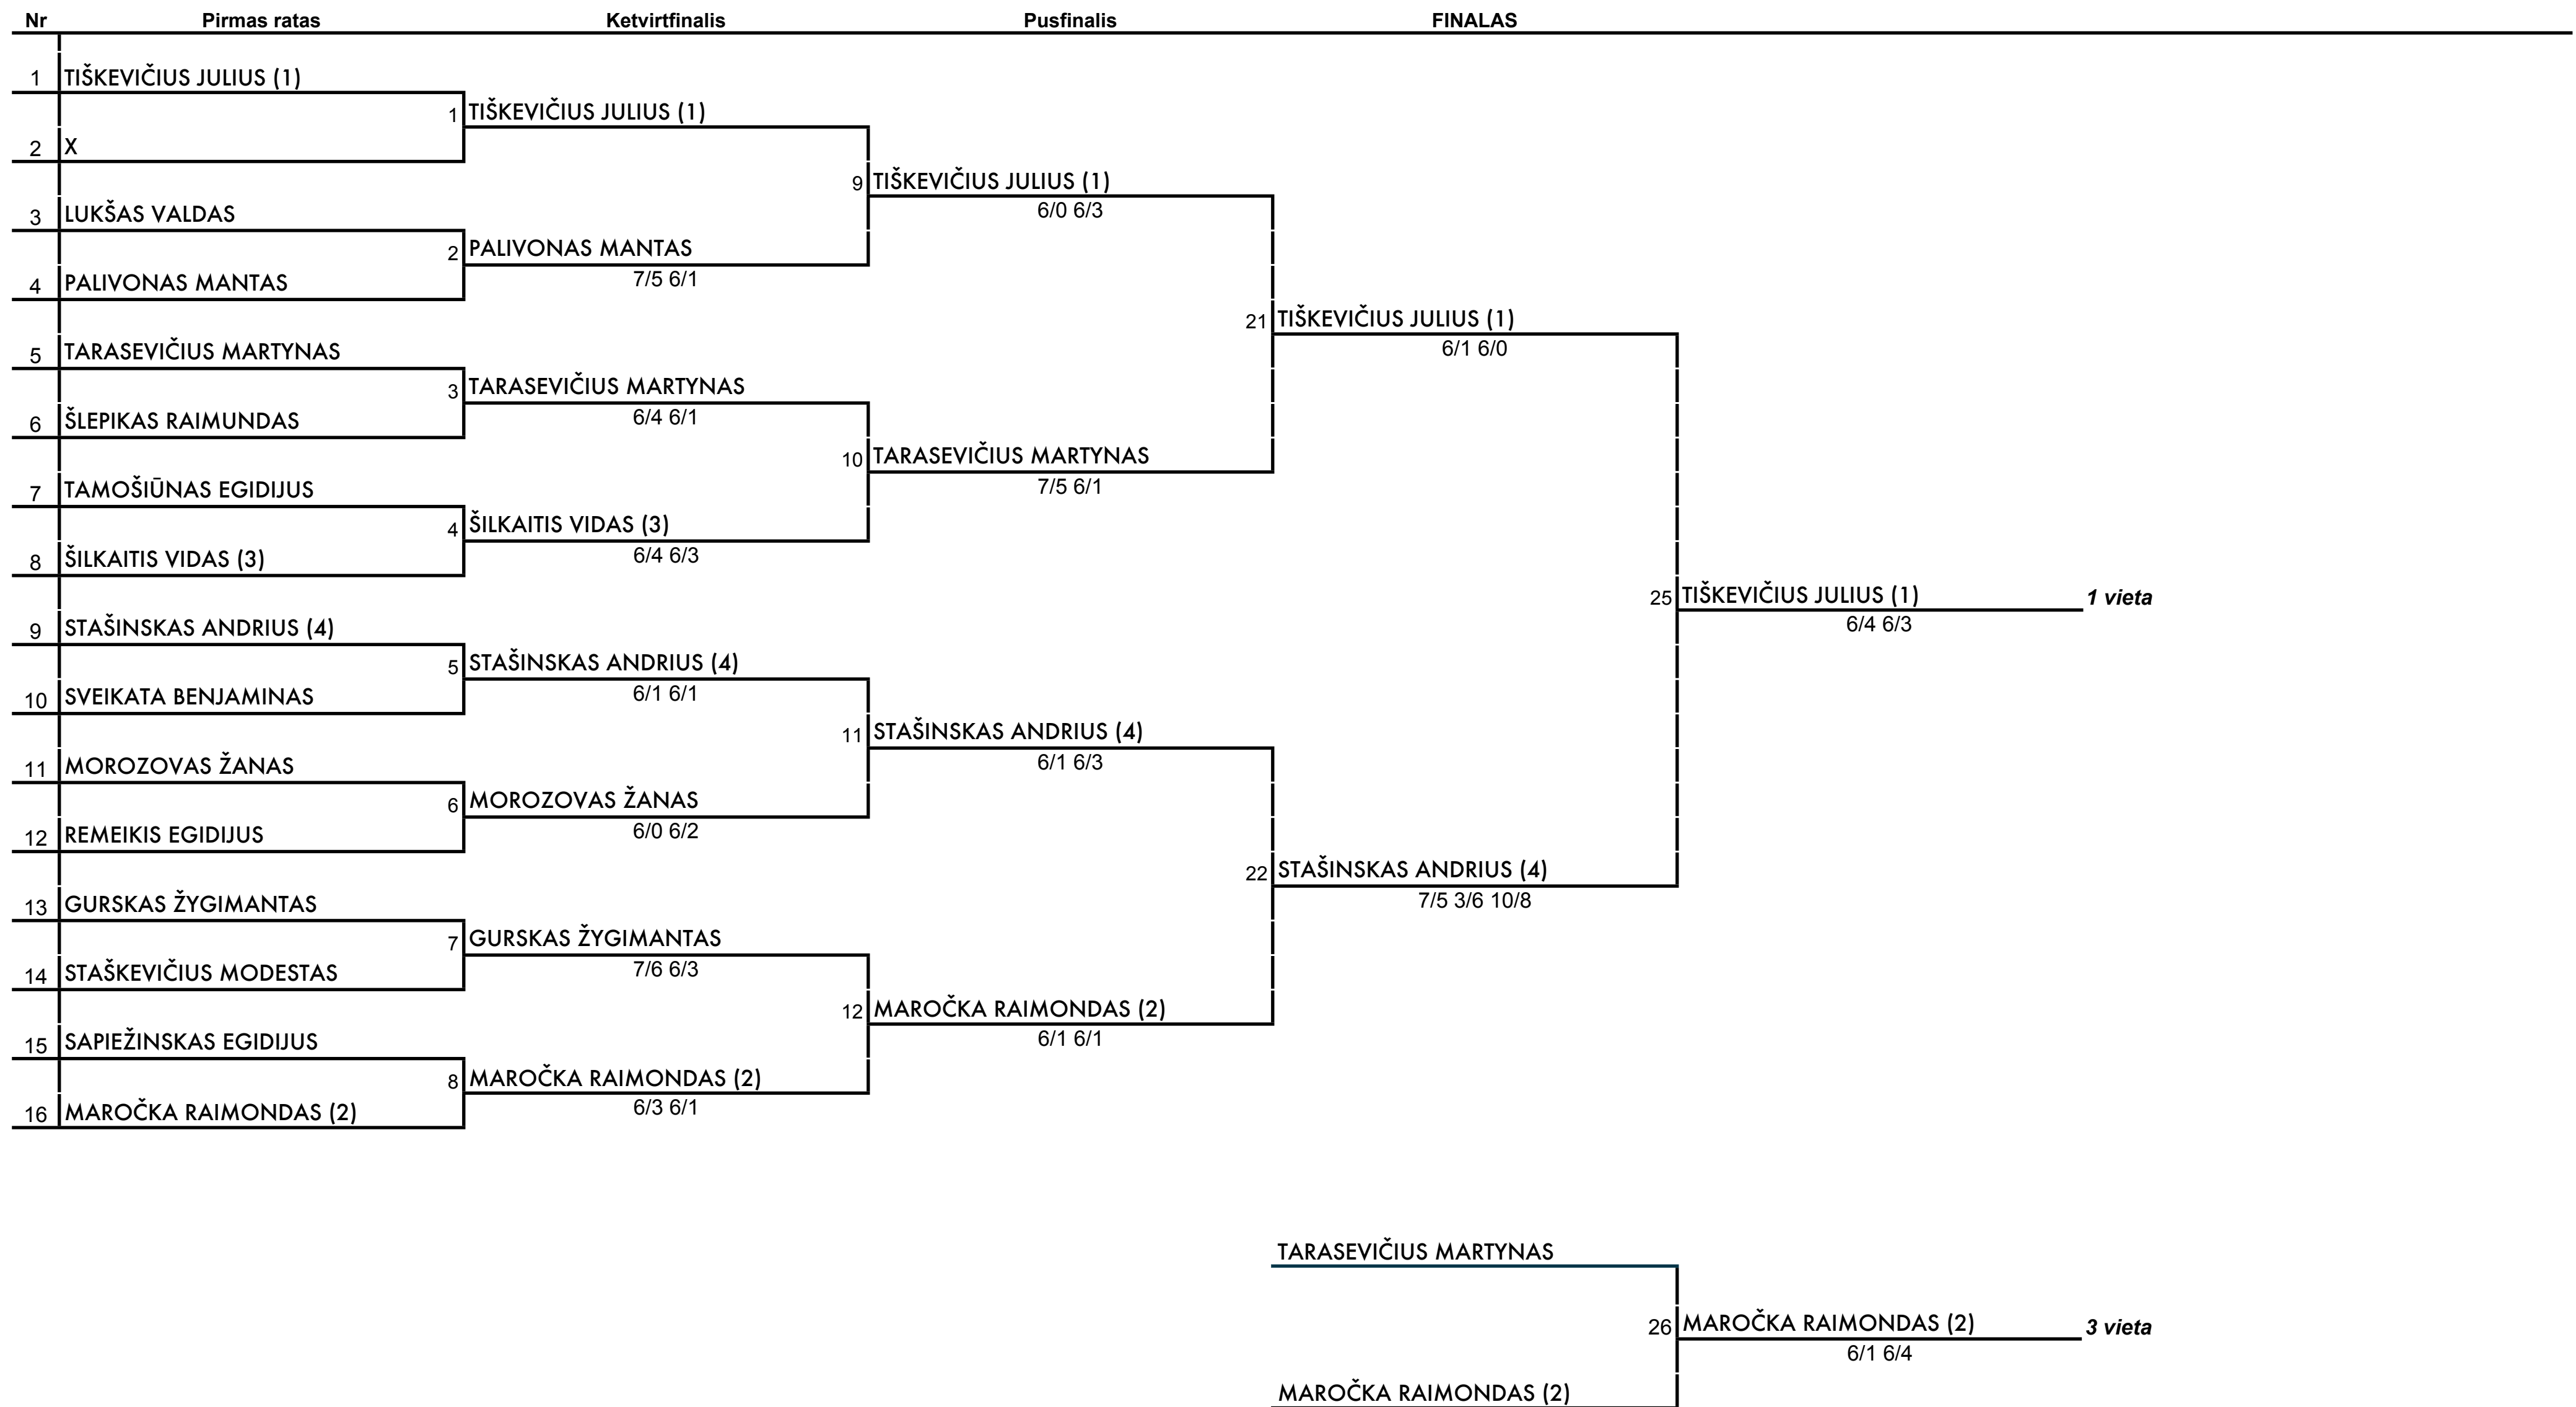 Nr Pirmas ratas Ketvirtfinalis Pusfinalis FINALAS
1 TIŠKEVIČIUS JULIUS (1)
1 TIŠKEVIČIUS JULIUS (1)
2 X
9 TIŠKEVIČIUS JULIUS (1)
6/0 6/3
3 LUKŠAS VALDAS
2 PALIVONAS MANTAS
7/5 6/1
4 PALIVONAS MANTAS
21 TIŠKEVIČIUS JULIUS (1)
6/1 6/0
5 TARASEVIČIUS MARTYNAS
3 TARASEVIČIUS MARTYNAS
6/4 6/1
6 ŠLEPIKAS RAIMUNDAS
10 TARASEVIČIUS MARTYNAS
7/5 6/1
7 TAMOŠIŪNAS EGIDIJUS
4 ŠILKAITIS VIDAS (3)
6/4 6/3
8 ŠILKAITIS VIDAS (3)
25 TIŠKEVIČIUS JULIUS (1) 1 vieta
6/4 6/3
9 STAŠINSKAS ANDRIUS (4)
5 STAŠINSKAS ANDRIUS (4)
6/1 6/1
10 SVEIKATA BENJAMINAS
11 STAŠINSKAS ANDRIUS (4)
6/1 6/3
11 MOROZOVAS ŽANAS
6 MOROZOVAS ŽANAS
6/0 6/2
12 REMEIKIS EGIDIJUS
22 STAŠINSKAS ANDRIUS (4)
7/5 3/6 10/8
13 GURSKAS ŽYGIMANTAS
7 GURSKAS ŽYGIMANTAS
7/6 6/3
14 STAŠKEVIČIUS MODESTAS
12 MAROČKA RAIMONDAS (2)
6/1 6/1
15 SAPIEŽINSKAS EGIDIJUS
8 MAROČKA RAIMONDAS (2)
6/3 6/1
16 MAROČKA RAIMONDAS (2)
TARASEVIČIUS MARTYNAS
26 MAROČKA RAIMONDAS (2) 3 vieta
6/1 6/4
MAROČKA RAIMONDAS (2)